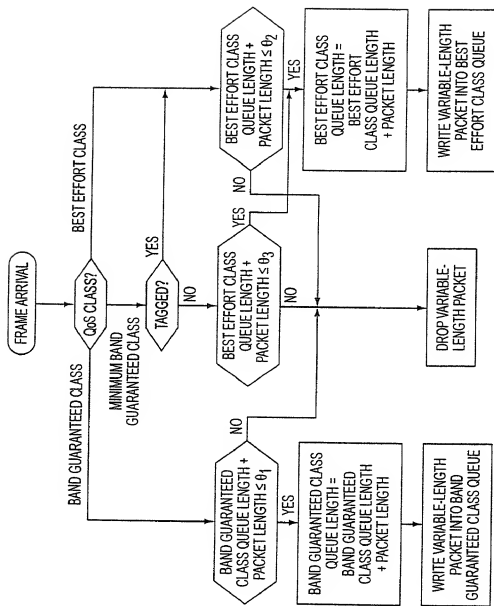 FRAME ARRIVAL
QoS CLASS?
BAND GUARANTEED CLASS
MINIMUM BAND
GUARANTEED CLASS
BEST EFFORT CLASS
TAGGED?
YES
NO
BAND GUARANTEED
CLASS QUEUE LENGTH +
PACKET LENGTH ≤ θ1
NO
YES
BEST EFFORT CLASS
QUEUE LENGTH +
PACKET LENGTH ≤ θ3
YES
NO
BEST EFFORT CLASS
QUEUE LENGTH +
PACKET LENGTH ≤ θ2
NO
YES
BAND GUARANTEED CLASS
QUEUE LENGTH =
BAND GUARANTEED
CLASS QUEUE LENGTH
+ PACKET LENGTH
BEST EFFORT CLASS
QUEUE LENGTH =
BEST EFFORT
CLASS QUEUE LENGTH
+ PACKET LENGTH
WRITE VARIABLE-LENGTH
PACKET INTO BAND
GUARANTEED CLASS QUEUE
DROP VARIABLE-
LENGTH PACKET
WRITE VARIABLE-LENGTH
PACKET INTO BEST
EFFORT CLASS QUEUE